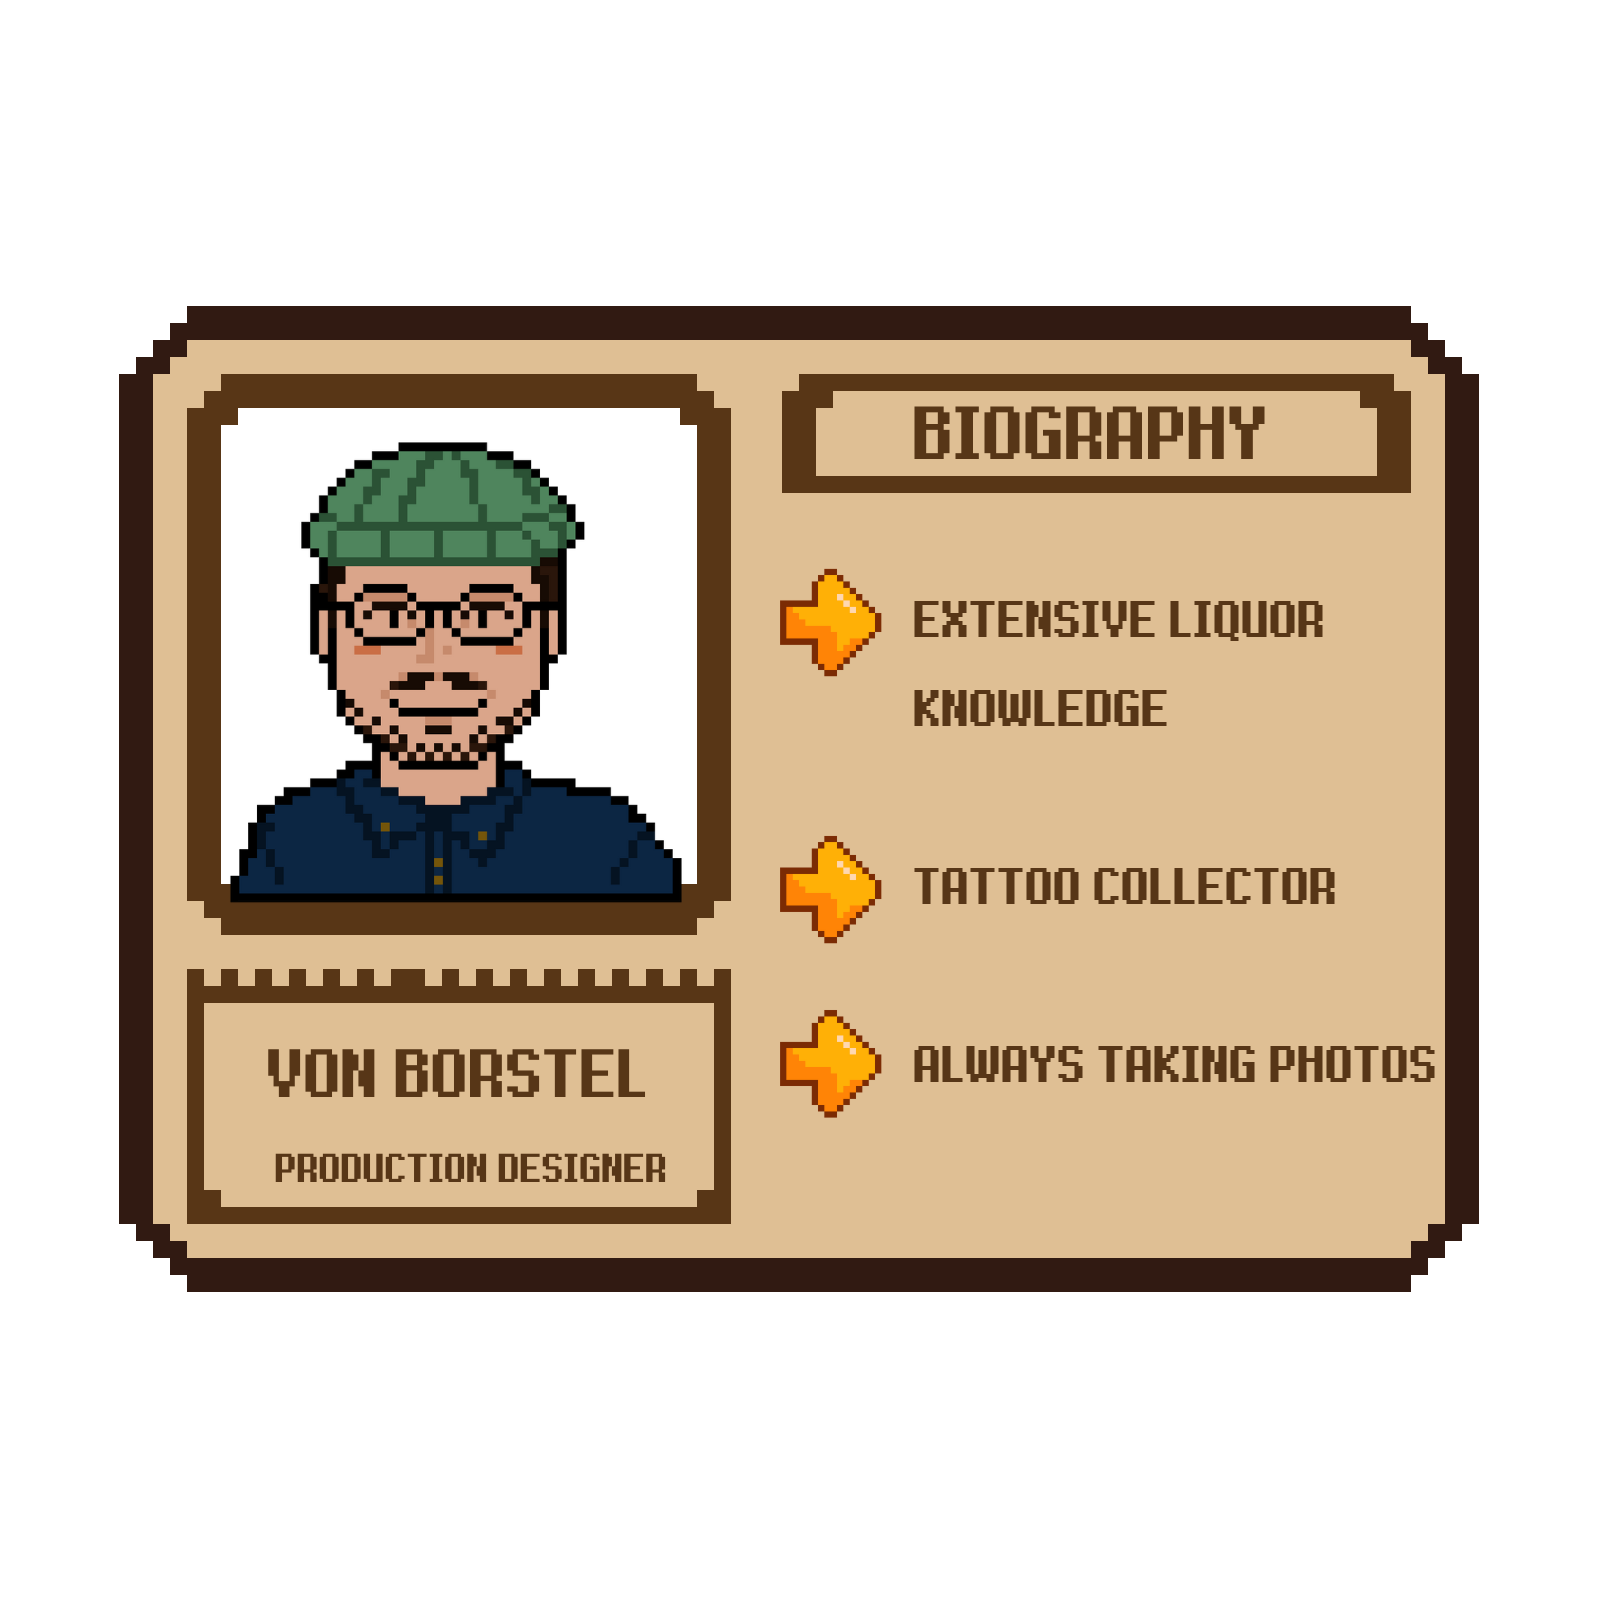 BIOGRAPHY
EXTENSIVE LIQUOR
KNOWLEDGE
TATTOO COLLECTOR
ALWAYS TAKING PHOTOS
VON BORSTEL
PRODUCTION DESIGNER